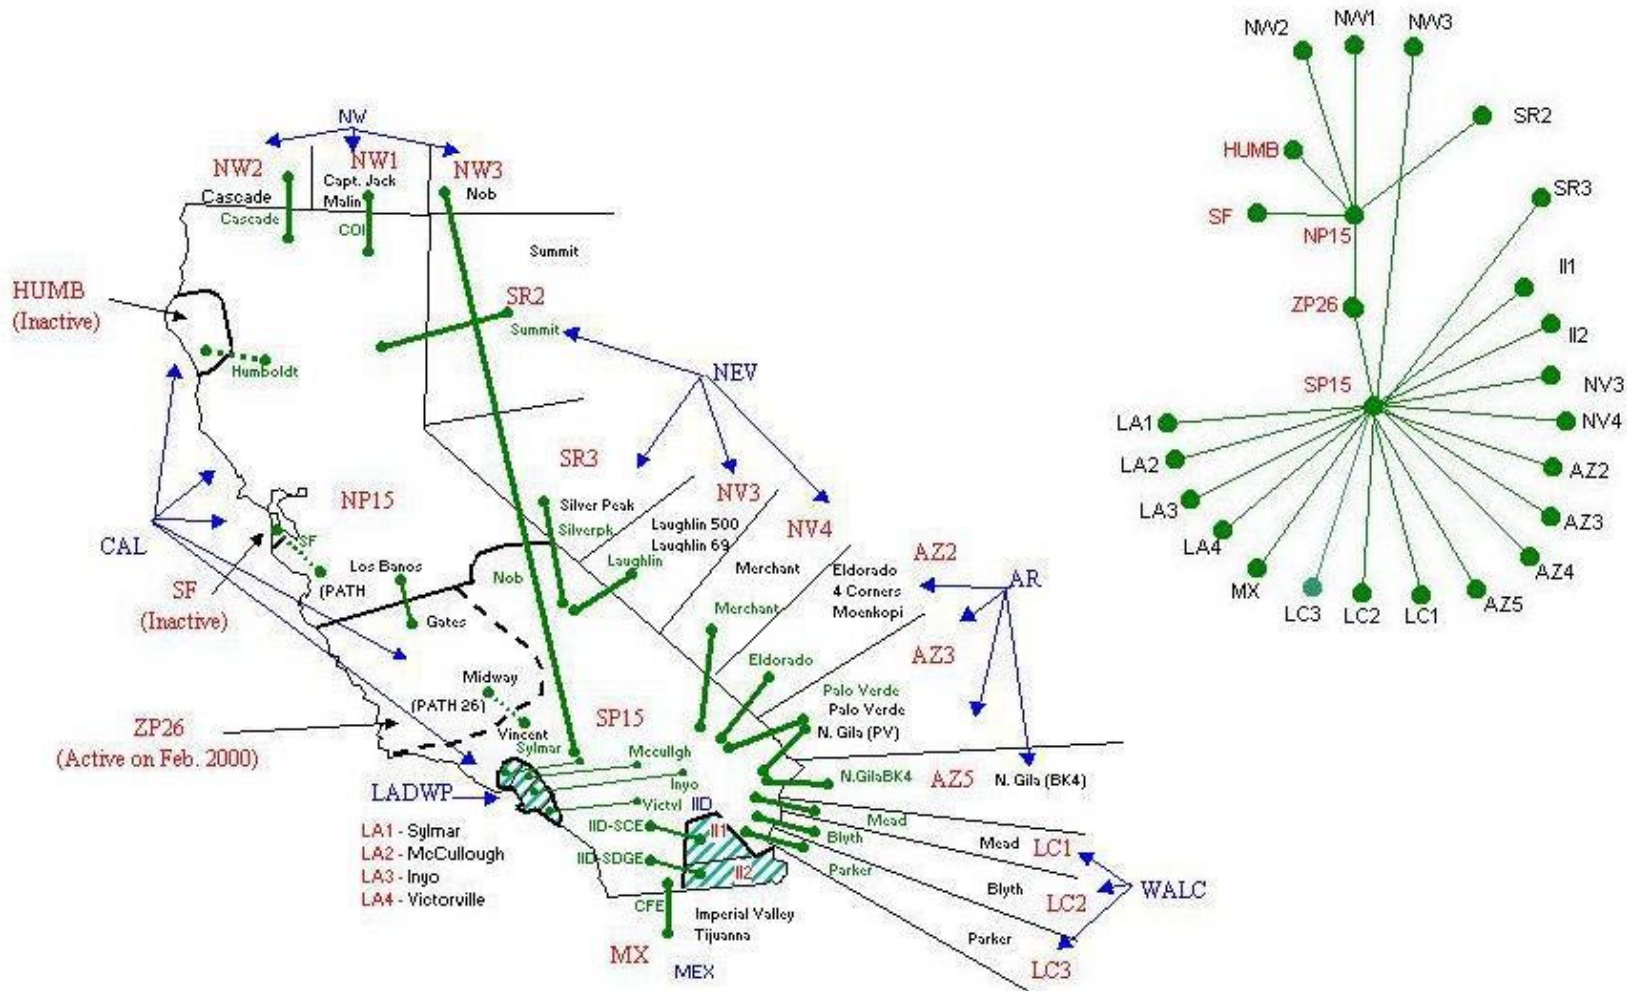 NW2
NW1
NW3
SR2
HUMB
SR3
SF
NP15
II1
ZP26
II2
SP15
NV3
LA1
NV4
LA2
AZ2
LA3
AZ3
LA4
AZ4
MX
LC3
LC2
LC1
AZ5
NW
NW2
NW1
NW3
Cascade
Capt. Jack
Malin
Nob
Cascade
COI
Summit
HUMB
(Inactive)
SR2
Summit
Humboldt
NEV
SR3
NP15
Silver Peak
Silverpk
NV3
Laughlin 500
Laughlin 69
NV4
CAL
SF
Los Banos
(PATH
Nob
Laughlin
Merchant
Eldorado
4 Corners
Moenkopi
AZ2
AR
SF
(Inactive)
Gates
Merchant
AZ3
Eldorado
Midway
(PATH 26)
Vincent
SP15
Palo Verde
Palo Verde
N. Gila (PV)
ZP26
(Active on Feb. 2000)
Sylmar
Mccullgh
Inyo
Victvl
N.GilaBK4
AZ5
N. Gila (BK4)
LADWP
IID
LA1 - Sylmar
LA2 - McCullough
LA3 - Inyo
LA4 - Victorville
IID-SCE
II1
IID-SDGE
II2
Mead
Blyth
Parker
Mead
LC1
Blyth
LC2
WALC
Parker
LC3
CFE
Imperial Valley
Tijuanna
MX
MEX